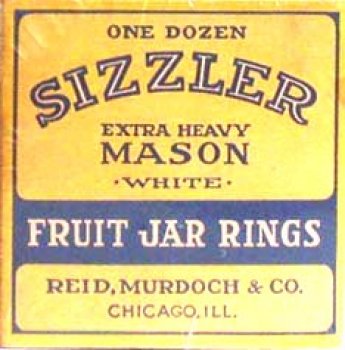 ONE DOZEN
SIZZLER
EXTRA HEAVY
MASON
·WHITE·
FRUIT JAR RINGS
REID, MURDOCH & CO.
CHICAGO, ILL.